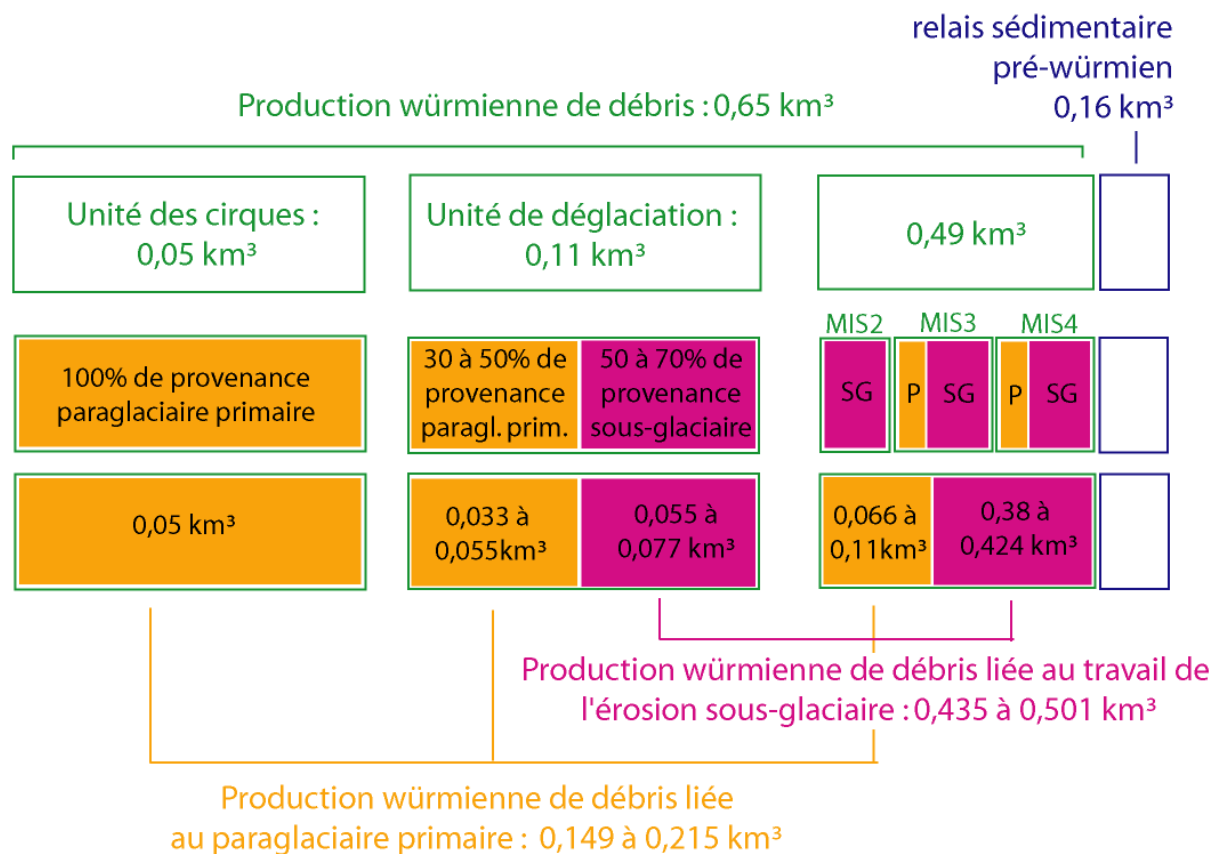 relais sédimentaire
pré-würmien
0,16 km³
Production würmienne de débris : 0,65 km³
Unité des cirques :
0,05 km³
Unité de déglaciation :
0,11 km³
0,49 km³
MIS2
MIS3
MIS4
100% de provenance
paraglaciaire primaire
30 à 50% de
provenance
paragl. prim.
50 à 70% de
provenance
sous-glaciaire
SG
P
SG
P
SG
0,05 km³
0,033 à
0,055km³
0,055 à
0,077 km³
0,066 à
0,11km³
0,38 à
0,424 km³
Production würmienne de débris liée au travail de
l'érosion sous-glaciaire : 0,435 à 0,501 km³
Production würmienne de débris liée
au paraglaciaire primaire : 0,149 à 0,215 km³